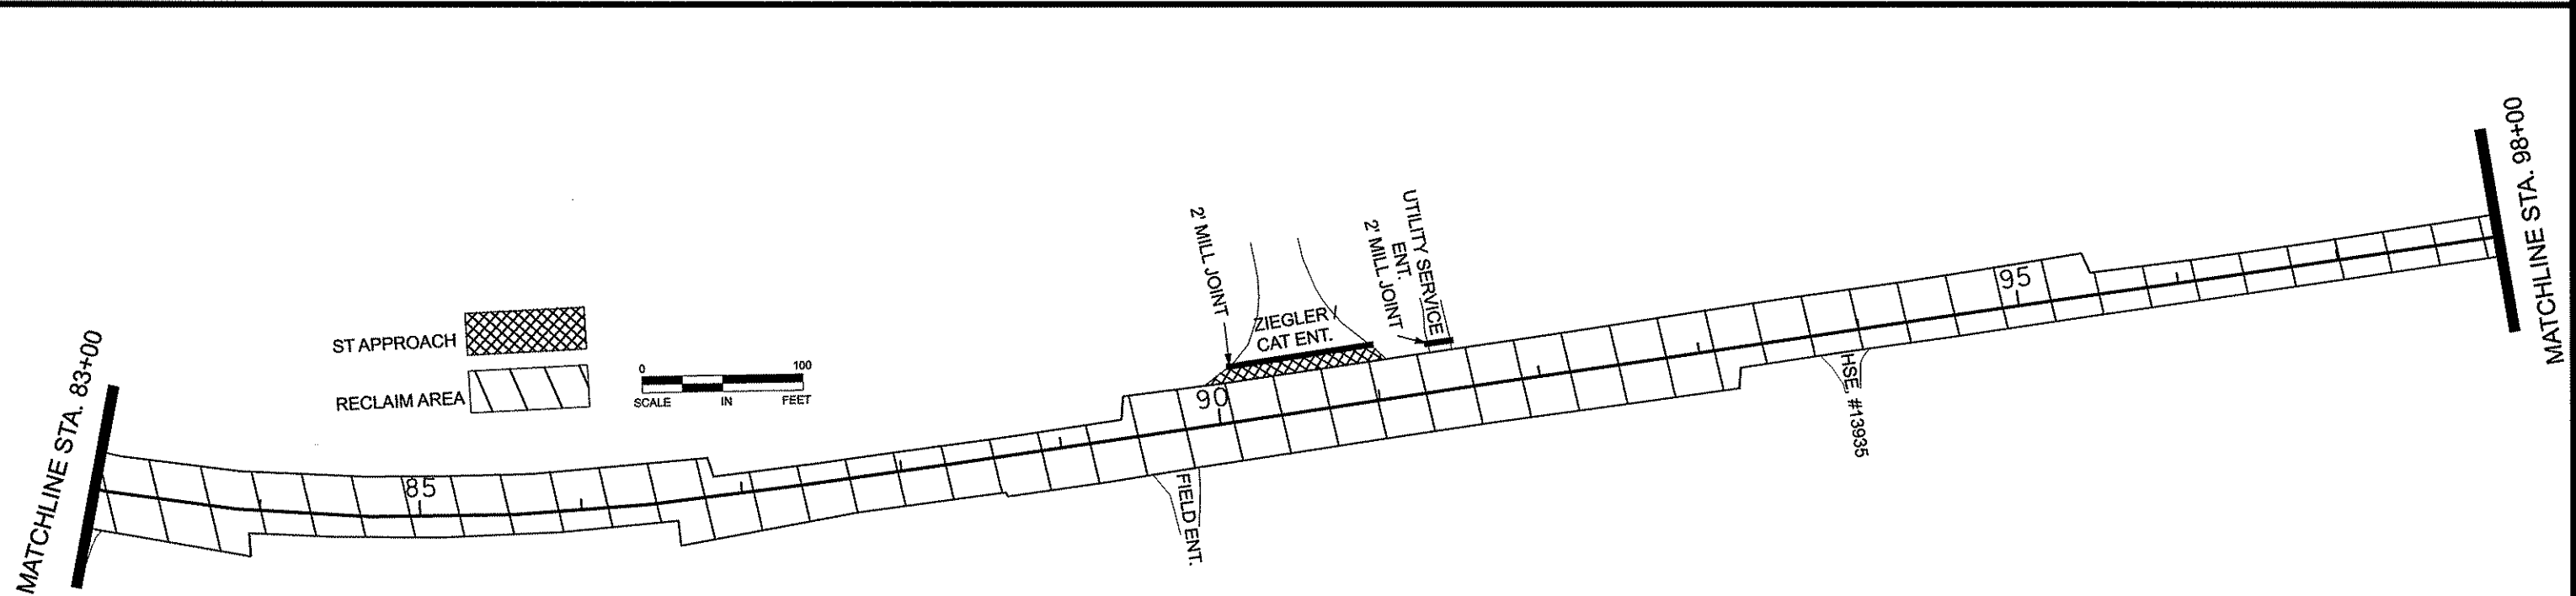 MATCHLINE STA. 83+00
ST APPROACH
RECLAIM AREA
0
100
SCALE
IN
FEET
85
2' MILL JOINT
ZIEGLER
CAT ENT.
90
FIELD ENT.
2' MILL JOINT
ENT.
UTILITY SERVICE
HSE #13935
95
MATCHLINE STA. 98+00